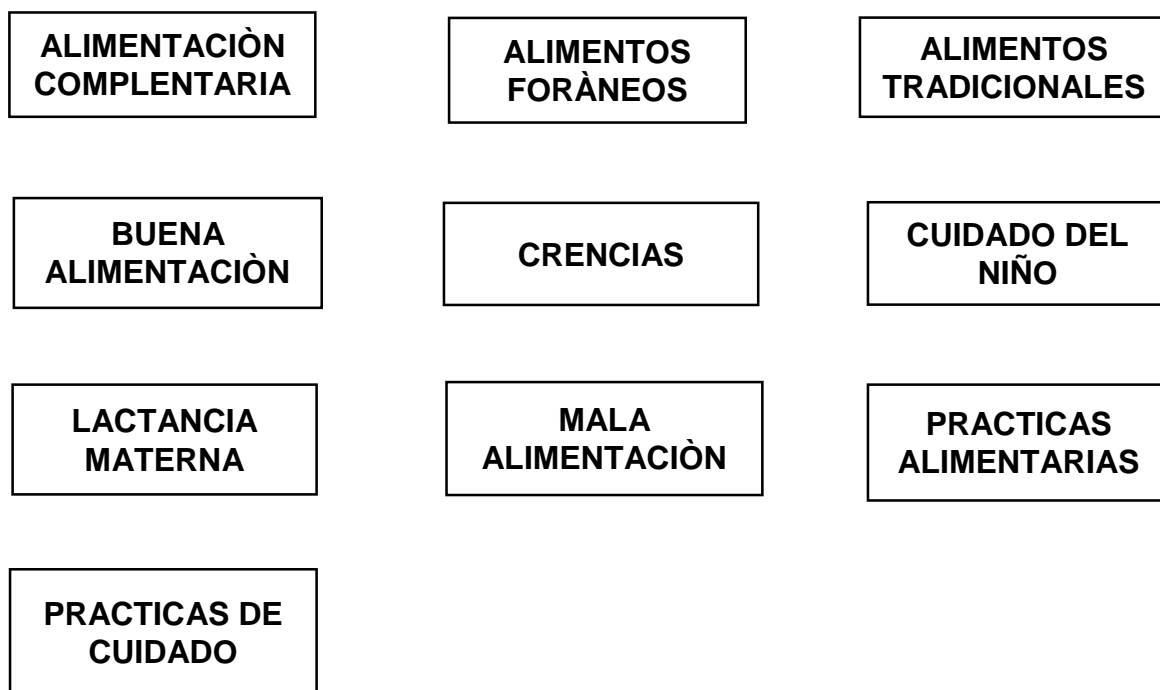 ALIMENTACIÒN
COMPLENTARIA
ALIMENTOS
FORÀNEOS
ALIMENTOS
TRADICIONALES
BUENA
ALIMENTACIÒN
CRENCIAS
CUIDADO DEL
NIÑO
LACTANCIA
MATERNA
MALA
ALIMENTACIÒN
PRACTICAS
ALIMENTARIAS
PRACTICAS DE
CUIDADO